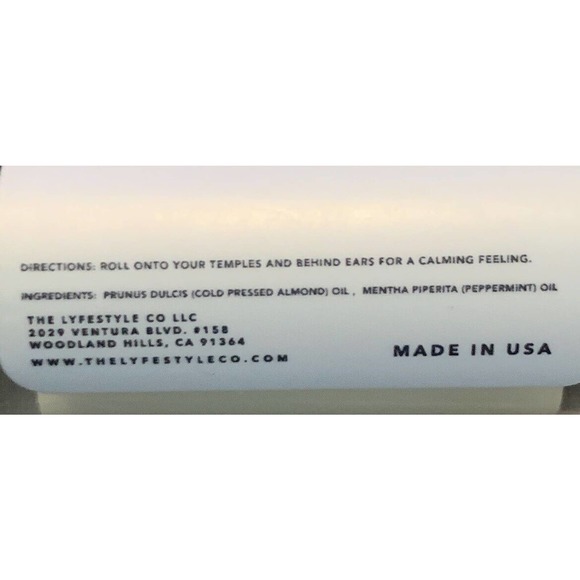 DIRECTIONS: ROLL ONTO YOUR TEMPLES AND BEHIND EARS FOR A CALMING FEELING.
INGREDIENTS: PRUNUS DULCIS (COLD PRESSED ALMOND) OIL , MENTHA PIPERITA (PEPPERMINT) OIL
THE LYFESTYLE CO LLC
2029 VENTURA BLVD. #158
WOODLAND HILLS, CA 91364
WWW.THELYFESTYLECO.COM
MADE IN USA